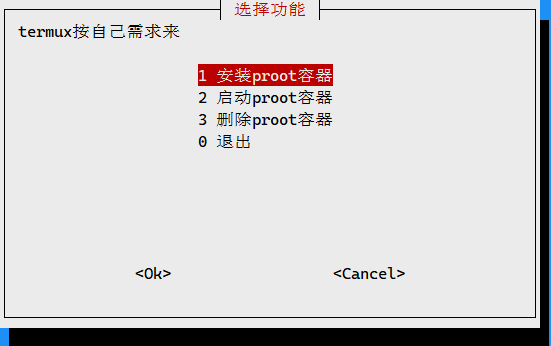 选择功能
termux按自己需求来
1 安装proot容器
2 启动proot容器
3 删除proot容器
0 退出
<Ok> <Cancel>